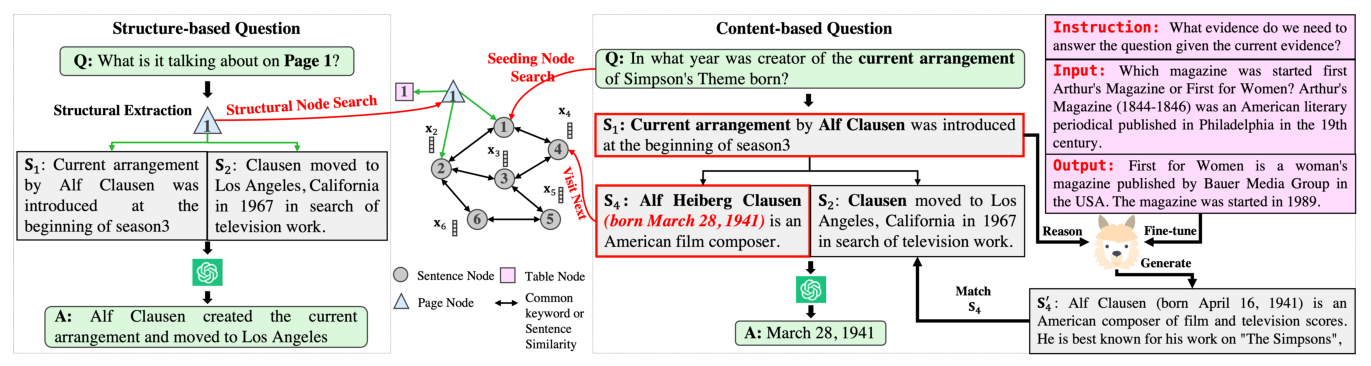 Structure-based Question
Q: What is it talking about on Page 1?
Structural Extraction
1
Structural Node Search
S1: Current arrangement
by Alf Clausen was
introduced at the
beginning of season3
S2: Clausen moved to
Los Angeles, California
in 1967 in search of
television work.
A: Alf Clausen created the current
arrangement and moved to Los Angeles
Seeding Node
Search
1
1
1
x4
x2
x3
4
2
3
x5
Visit Next
x6
6
5
Sentence Node
Table Node
Page Node
Common
keyword or
Sentence
Similarity
Content-based Question
Q: In what year was creator of the current arrangement
of Simpson's Theme born?
S1: Current arrangement by Alf Clausen was introduced
at the beginning of season3
S4: Alf Heiberg Clausen
(born March 28, 1941) is an
American film composer.
S2: Clausen moved to Los
Angeles, California in 1967
in search of television work.
A: March 28, 1941
Instruction: What evidence do we need to
answer the question given the current evidence?
Input: Which magazine was started first
Arthur's Magazine or First for Women? Arthur's
Magazine (1844-1846) was an American literary
periodical published in Philadelphia in the 19th
century.
Output: First for Women is a woman's
magazine published by Bauer Media Group in
the USA. The magazine was started in 1989.
Reason
Fine-tune
Generate
Match
S4
S′4: Alf Clausen (born April 16, 1941) is an
American composer of film and television scores.
He is best known for his work on "The Simpsons",